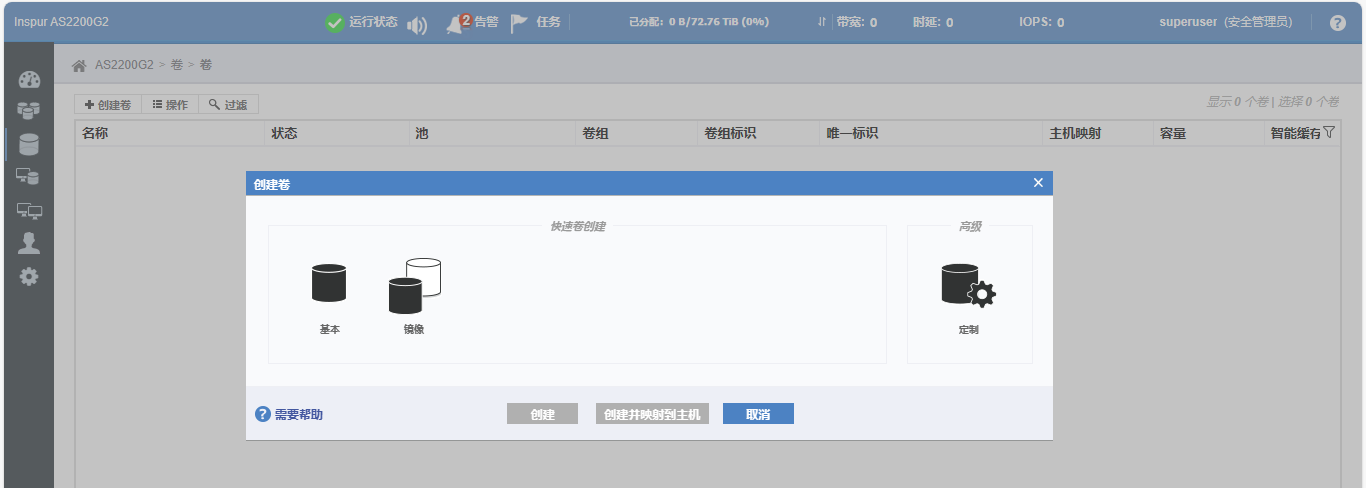 Inspur AS2200G2 运行状态 2 告警 任务 已分配: 0 B/72.76 TiB (0%) 带宽: 0 时延: 0 IOPS: 0 superuser (安全管理员) ?
AS2200G2 > 卷 > 卷
创建卷 操作 过滤 显示 0 个卷 | 选择 0 个卷
名称 状态 池 卷组 卷组标识 唯一标识 主机映射 容量 智能缓存
创建卷
快速卷创建 高级
基本 镜像 定制
? 需要帮助 创建 创建并映射到主机 取消